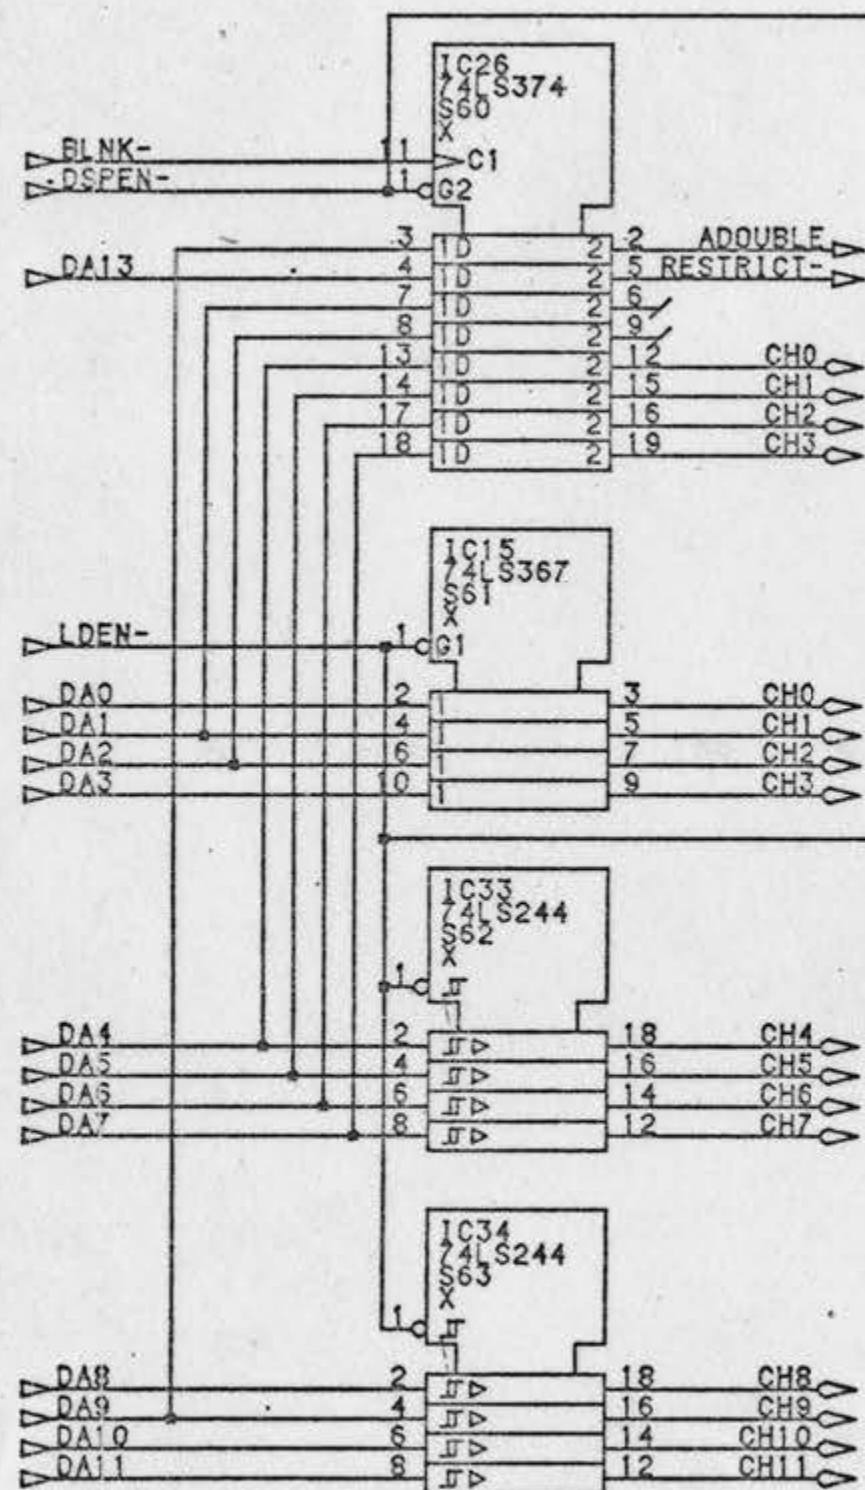 IC26
74LS374
S60
X
BLNK- 11 C1
DSPEN- 1 G2
3 1D 2 2 ADOUBLE
DA13 4 1D 2 5 RESTRICT-
7 1D 2 6
8 1D 2 9
13 1D 2 12 CH0
14 1D 2 15 CH1
17 1D 2 16 CH2
18 1D 2 19 CH3
IC15
74LS367
S61
X
LDEN- 1 G1
DA0 2 1 3 CH0
DA1 4 1 5 CH1
DA2 6 1 7 CH2
DA3 10 1 9 CH3
IC33
74LS244
S62
X
1
DA4 2 18 CH4
DA5 4 16 CH5
DA6 6 14 CH6
DA7 8 12 CH7
IC34
74LS244
S63
X
1
DA8 2 18 CH8
DA9 4 16 CH9
DA10 6 14 CH10
DA11 8 12 CH11